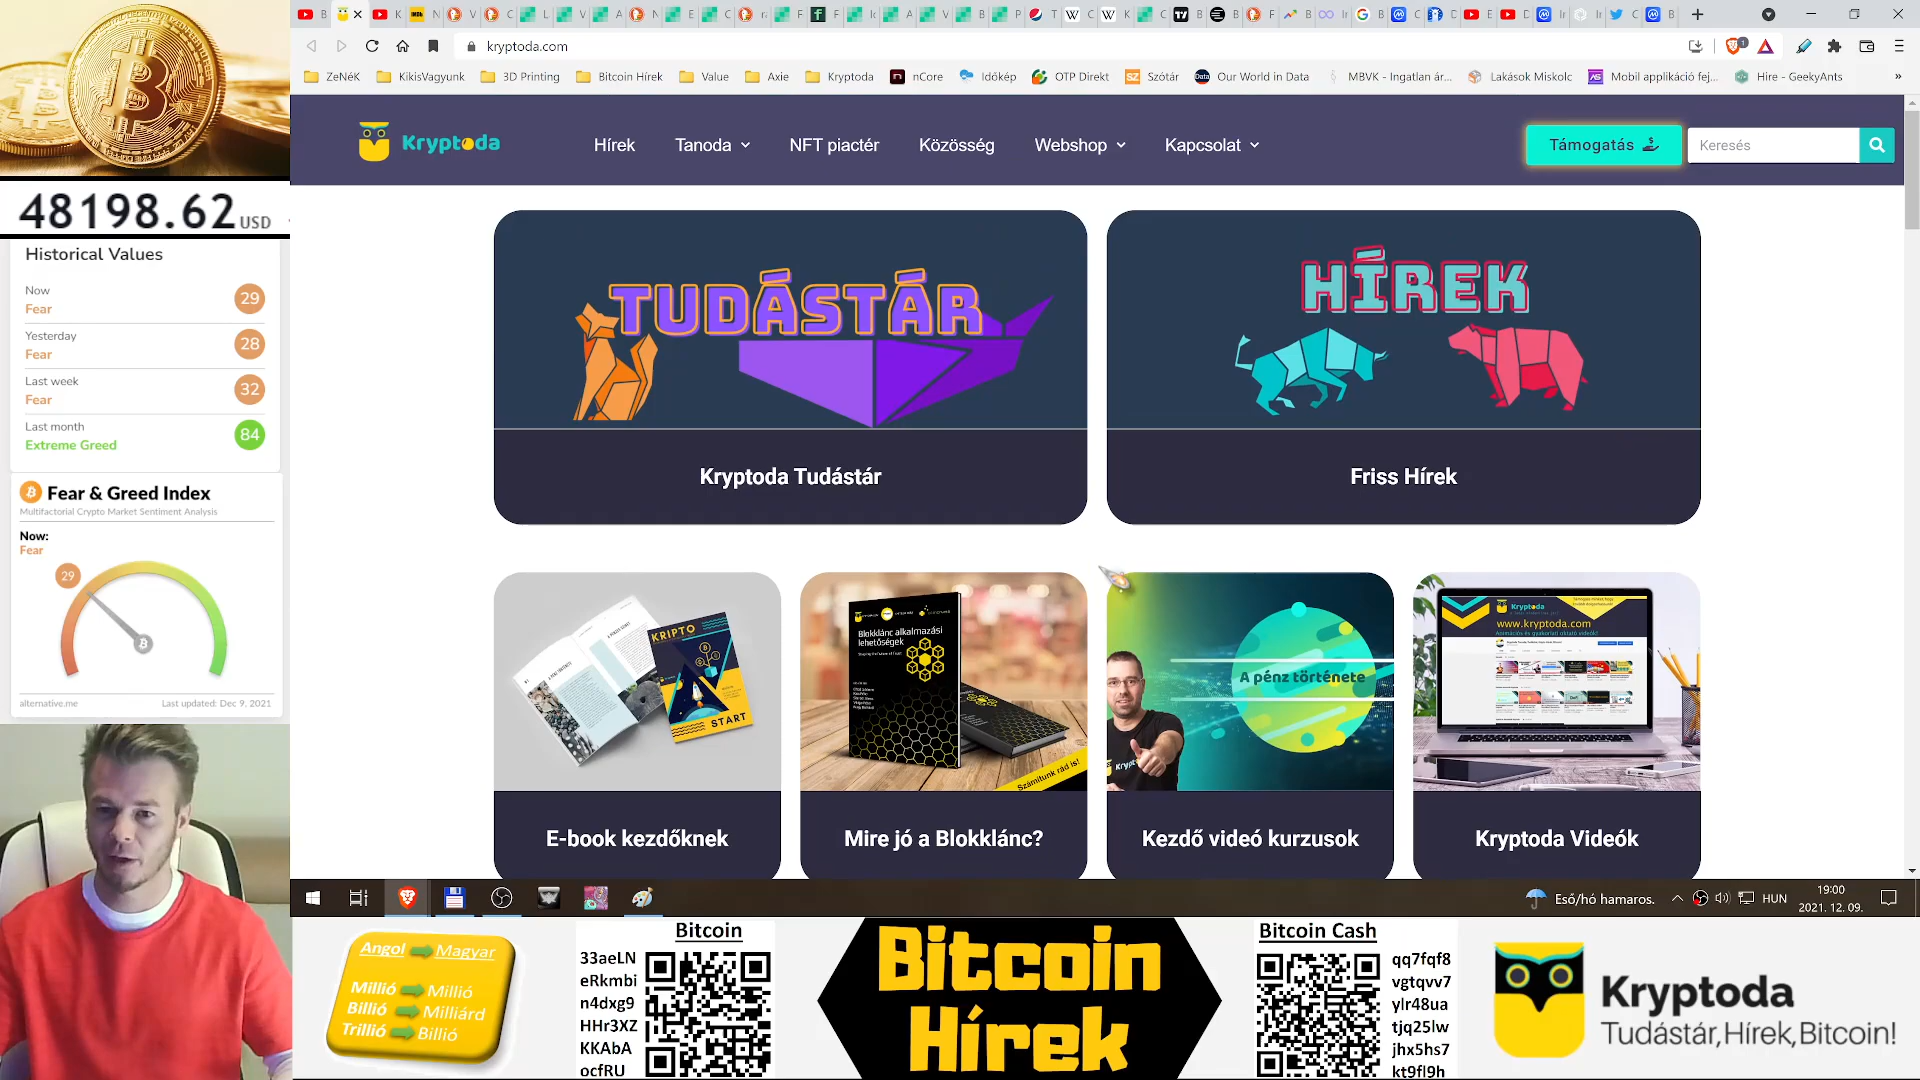 kryptoda.com
ZeNéK
KikisVagyunk
3D Printing
Bitcoin Hírek
Value
Axie
Kryptoda
nCore
Időkép
OTP Direkt
Szótár
Our World in Data
MBVK - Ingatlan ár...
Lakások Miskolc
Mobil applikáció fej...
Hire - GeekyAnts
Kryptoda
Hírek
Tanoda
NFT piactér
Közösség
Webshop
Kapcsolat
Támogatás
Keresés
48198.62 USD
Historical Values
Now
Fear
29
Yesterday
Fear
28
Last week
Fear
32
Last month
Extreme Greed
84
Fear & Greed Index
Multifactorial Crypto Market Sentiment Analysis
Now:
Fear
29
alternative.me
Last updated: Dec 9, 2021
TUDÁSTÁR
Kryptoda Tudástár
HÍREK
Friss Hírek
KRIPTO
START
E-book kezdőknek
Blokklánc alkalmazási
lehetőségek
Számítunk rád is!
Mire jó a Blokklánc?
A pénz története
Kezdő videó kurzusok
Kryptoda
www.kryptoda.com
Kryptoda Videók
Eső/hó hamaros.
HUN
19:00
2021. 12. 09.
Angol Magyar
Millió Millió
Billió Milliárd
Trillió Billió
Bitcoin
33aeLN
eRkmbi
n4dxg9
HHr3XZ
KKAbA
ocfRU
Bitcoin
Hírek
Bitcoin Cash
qq7fqf8
vgtqvv7
ylr48ua
tjq25lw
jhx5hs7
kt9fl9h
Kryptoda
Tudástár,Hírek,Bitcoin!